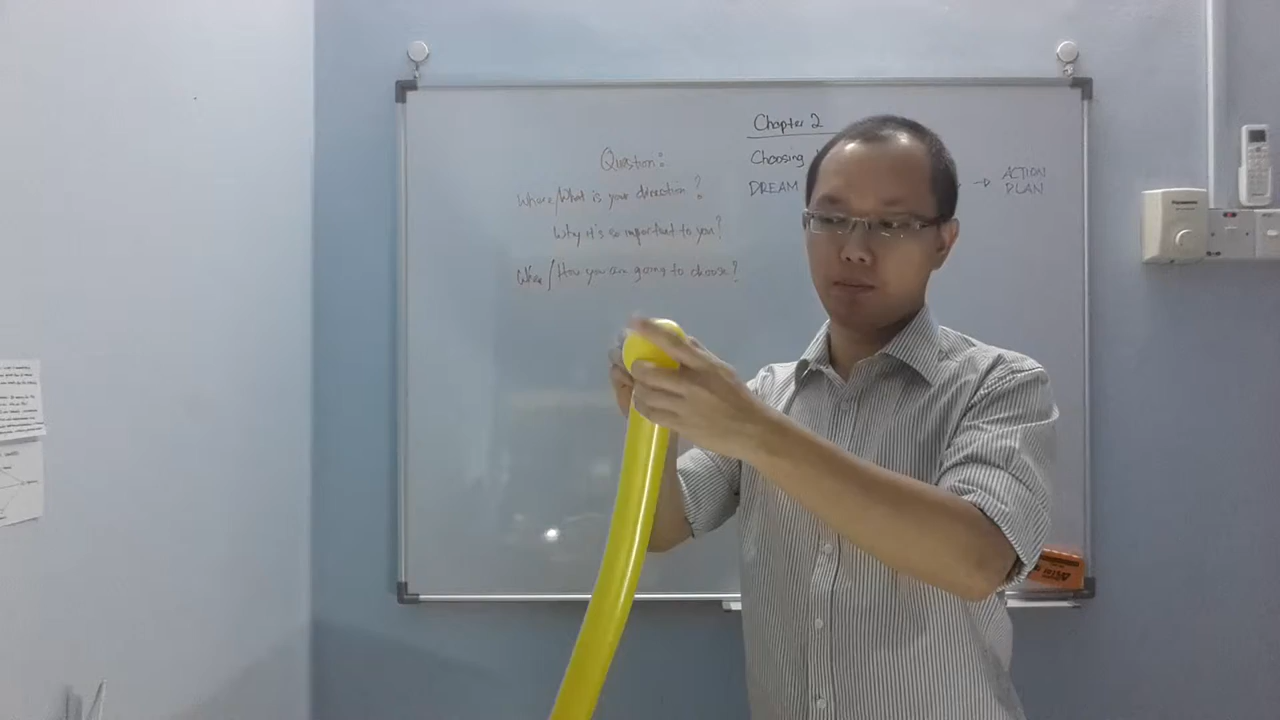 Question:
Where/What is your direction?
Why it's so important to you?
/How you are going to choose?
Chapter 2
Choosing
DREAM
→ ACTION
PLAN
Panasonic